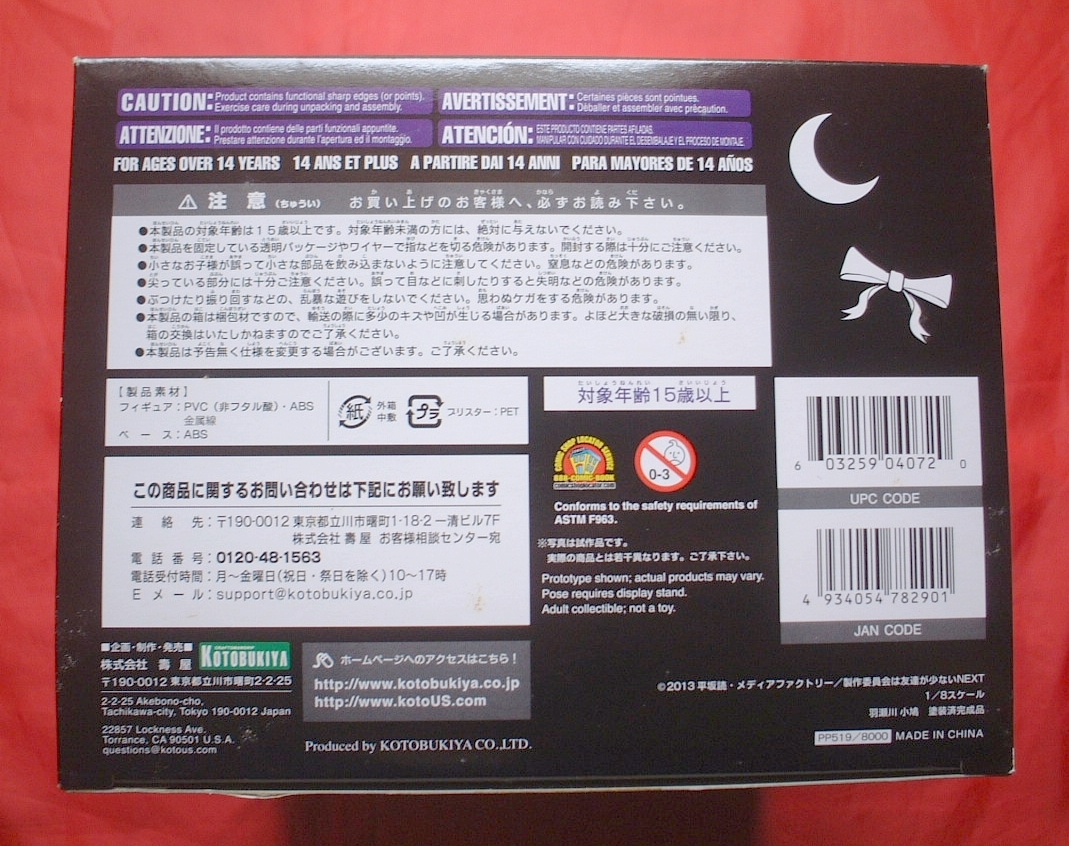 CAUTION: Product contains functional sharp edges (or points).
Exercise care during unpacking and assembly.
AVERTISSEMENT: Certaines pièces sont pointues.
Déballer et assembler avec précaution.
ATTENZIONE: Il prodotto contiene delle parti funzionali appuntite.
Prestare attenzione durante l'apertura ed il montaggio.
ATENCIÓN: ESTE PRODUCTO CONTIENE PARTES AFILADAS.
MANIPULAR CON CUIDADO DURANTE EL DESEMBALAJE Y EL PROCESO DE MONTAJE.
FOR AGES OVER 14 YEARS 14 ANS ET PLUS A PARTIRE DAI 14 ANNI PARA MAYORES DE 14 AÑOS
注意(ちゅうい) お買い上げのお客様へ、必ずお読み下さい。
●本製品の対象年齢は15歳以上です。対象年齢未満の方には、絶対に与えないでください。
●本製品を固定している透明パッケージやワイヤーで指などを切る危険があります。開封する際は十分にご注意ください。
●小さなお子様が誤って小さな部品を飲み込まないように注意してください。窒息などの危険があります。
●尖っている部分には十分ご注意ください。誤って目などに刺したりすると失明などの危険があります。
●ぶつけたり振り回すなどの、乱暴な遊びをしないでください。思わぬケガをする危険があります。
●本製品の箱は梱包材ですので、輸送の際に多少のキズや凹が生じる場合があります。よほど大きな破損の無い限り、
箱の交換はいたしかねますのでご了承ください。
●本製品は予告無く仕様を変更する場合がございます。ご了承ください。
【製品素材】
フィギュア:PVC(非フタル酸)・ABS
金属線
ベース:ABS
紙
外箱
中敷
プラ
ブリスター:PET
対象年齢15歳以上
たいしょうねんれい さいいじょう
この商品に関するお問い合わせは下記にお願い致します
連絡先:〒190-0012 東京都立川市曙町1-18-2 一清ビル7F
株式会社 壽屋 お客様相談センター宛
電話番号:0120-48-1563
電話受付時間:月~金曜日(祝日・祭日を除く)10~17時
Eメール:support@kotobukiya.co.jp
COMIC SHOP LOCATOR SERVICE
888-COMIC-BOOK
0-3
Conforms to the safety requirements of
ASTM F963.
※写真は試作品です。
実際の商品とは若干異なります。ご了承下さい。
Prototype shown; actual products may vary.
Pose requires display stand.
Adult collectible; not a toy.
6 03259 04072 0
UPC CODE
4 934054 782901
JAN CODE
■企画・制作・発売■
株式会社 壽屋
KOTOBUKIYA
〒190-0012 東京都立川市曙町2-2-25
2-2-25 Akebono-cho,
Tachikawa-city, Tokyo 190-0012 Japan
22857 Lockness Ave.
Torrance, CA 90501 U.S.A.
questions@kotous.com
ホームページへのアクセスはこちら!
http://www.kotobukiya.co.jp
http://www.kotoUS.com
Produced by KOTOBUKIYA CO.,LTD.
©2013 平坂読・メディアファクトリー/製作委員会は友達が少ないNEXT
1/8スケール
羽瀬川 小鳩 塗装済完成品
PP519/8000 MADE IN CHINA